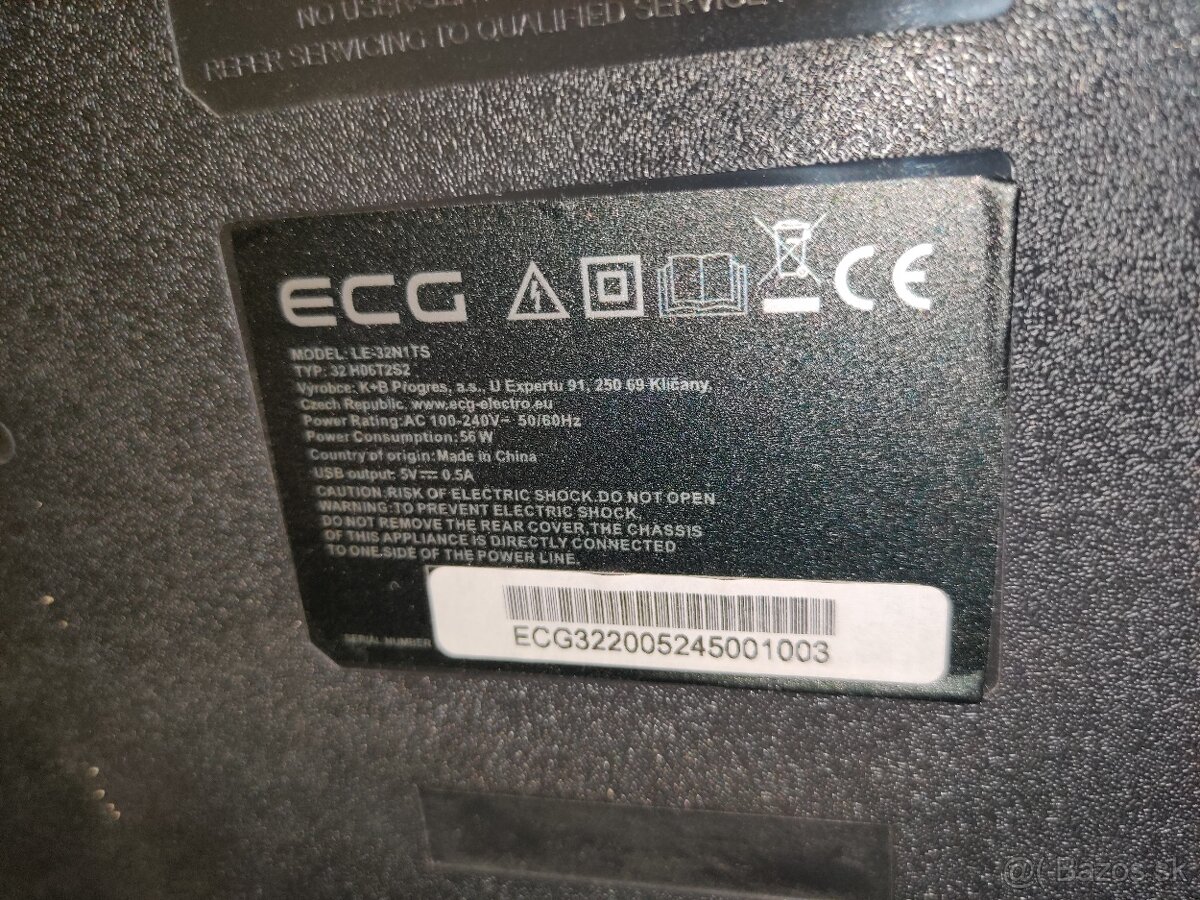 NO USER-SE
REFER SERVICING TO QUALIFIED SERVICE
ECG
CE
MODEL: LE-32N1TS
TYP: 32 H06T2S2
Výrobce: K+B Progres, a.s., U Expertu 91, 250 69 Klíčany,
Czech Republic, www.ecg-electro.eu
Power Rating:AC 100-240V~ 50/60Hz
Power Consumption:56W
Country of origin:Made in China
USB output: 5V⎓0.5A
CAUTION.RISK OF ELECTRIC SHOCK.DO NOT OPEN
WARNING:TO PREVENT ELECTRIC SHOCK,
DO NOT REMOVE THE REAR COVER,THE CHASSIS
OF THIS APPLIANCE IS DIRECTLY CONNECTED
TO ONE.SIDE OF THE POWER LINE.
SERIAL NUMBER
ECG322005245001003
@(-Bazos.sk